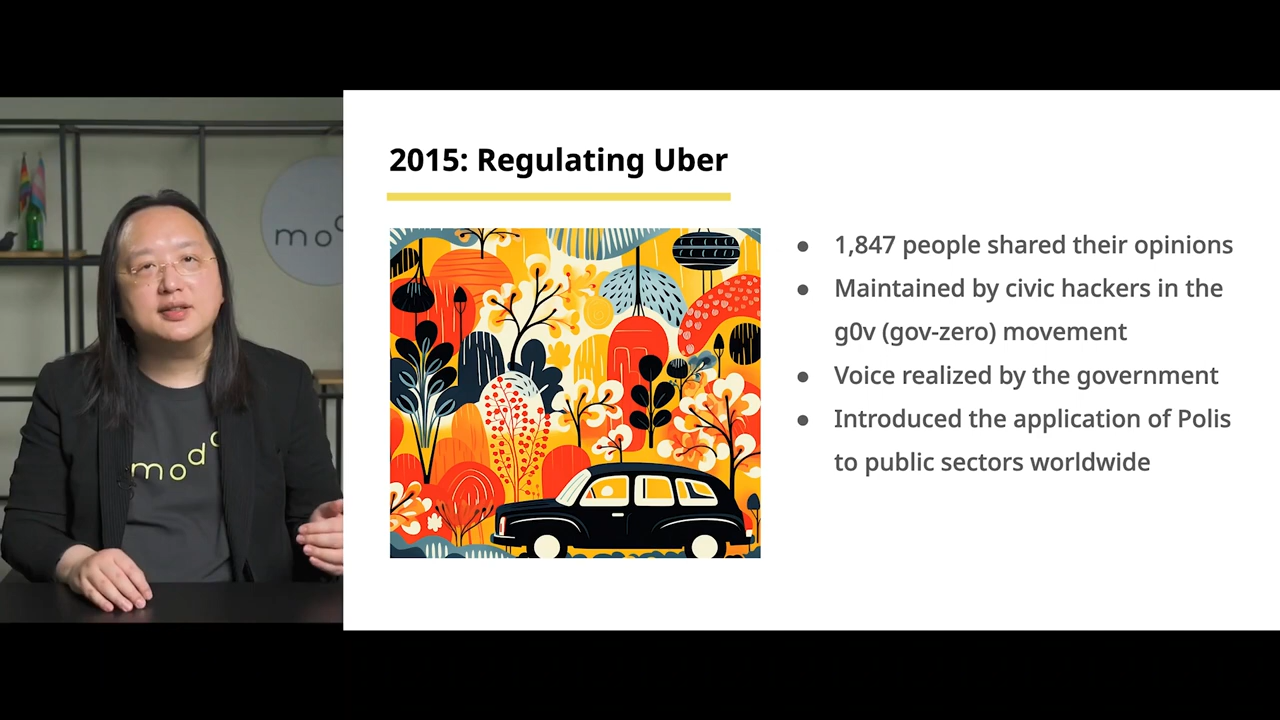 mod
moda
2015: Regulating Uber
● 1,847 people shared their opinions
● Maintained by civic hackers in the
g0v (gov-zero) movement
● Voice realized by the government
● Introduced the application of Polis
to public sectors worldwide